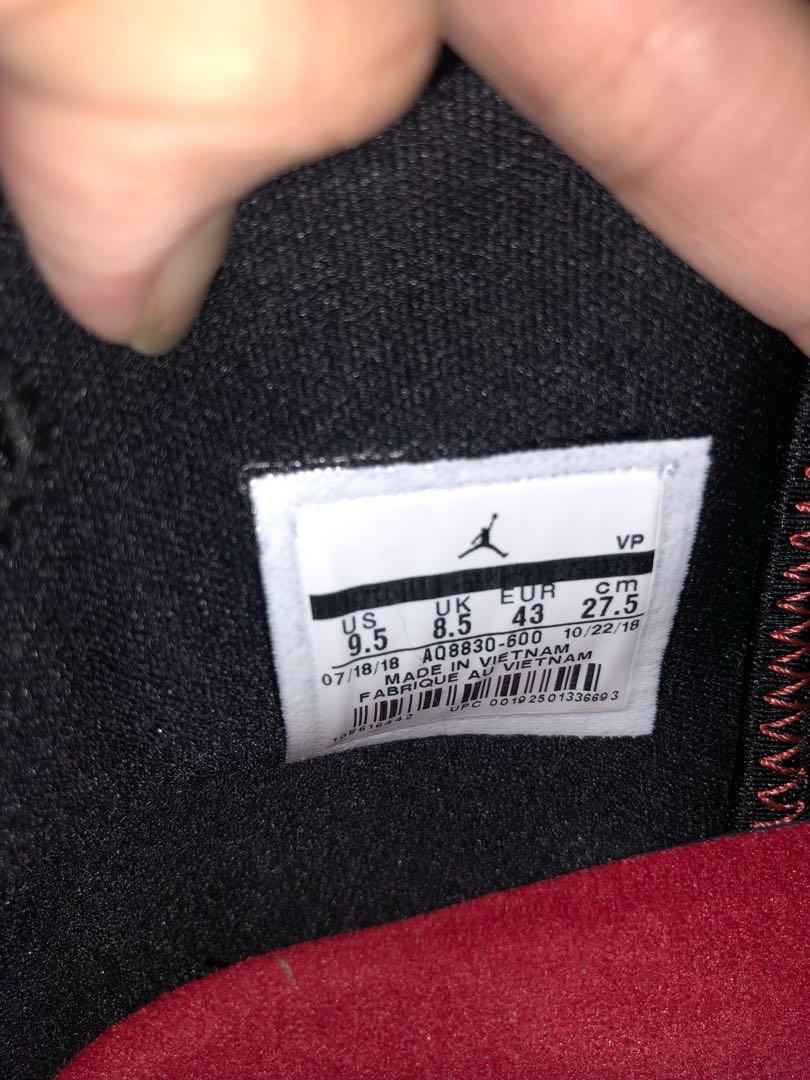 VP
US UK EUR cm
9.5 8.5 43 27.5
07/18/18 AQ8830-600 10/22/18
MADE IN VIETNAM
FABRIQUE AU VIETNAM
105616442 UPC 00192501336693